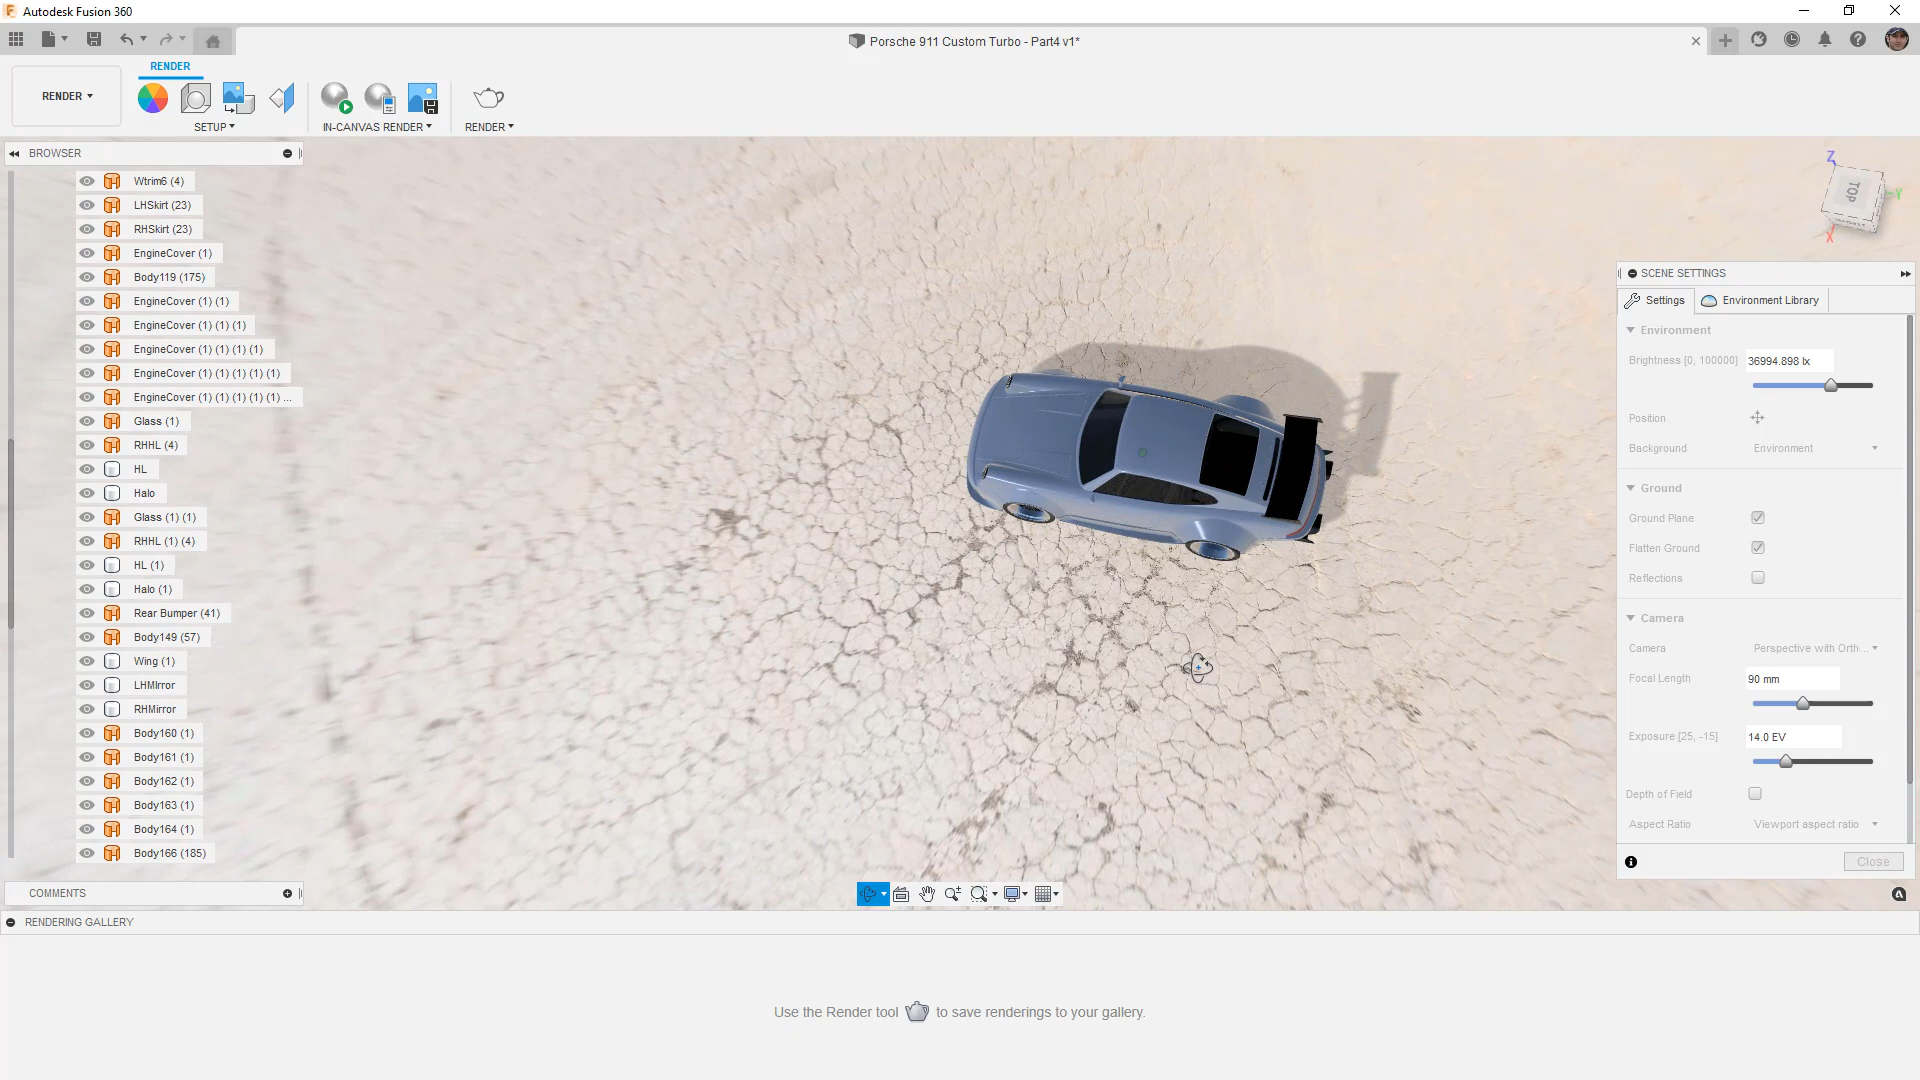 Autodesk Fusion 360
Porsche 911 Custom Turbo - Part4 v1*
RENDER
RENDER
SETUP
IN-CANVAS RENDER
RENDER
BROWSER
Wtrim6 (4)
LHSkirt (23)
RHSkirt (23)
EngineCover (1)
Body119 (175)
EngineCover (1) (1)
EngineCover (1) (1) (1)
EngineCover (1) (1) (1) (1)
EngineCover (1) (1) (1) (1) (1)
EngineCover (1) (1) (1) (1) (1) ...
Glass (1)
RHHL (4)
HL
Halo
Glass (1) (1)
RHHL (1) (4)
HL (1)
Halo (1)
Rear Bumper (41)
Body149 (57)
Wing (1)
LHMIrror
RHMirror
Body160 (1)
Body161 (1)
Body162 (1)
Body163 (1)
Body164 (1)
Body166 (185)
COMMENTS
Z
TOP
Y
X
SCENE SETTINGS
Settings
Environment Library
Environment
Brightness [0, 100000] 36994.898 lx
Position
Background Environment
Ground
Ground Plane
Flatten Ground
Reflections
Camera
Camera Perspective with Orth...
Focal Length 90 mm
Exposure [25, -15] 14.0 EV
Depth of Field
Aspect Ratio Viewport aspect ratio
Close
RENDERING GALLERY
Use the Render tool to save renderings to your gallery.